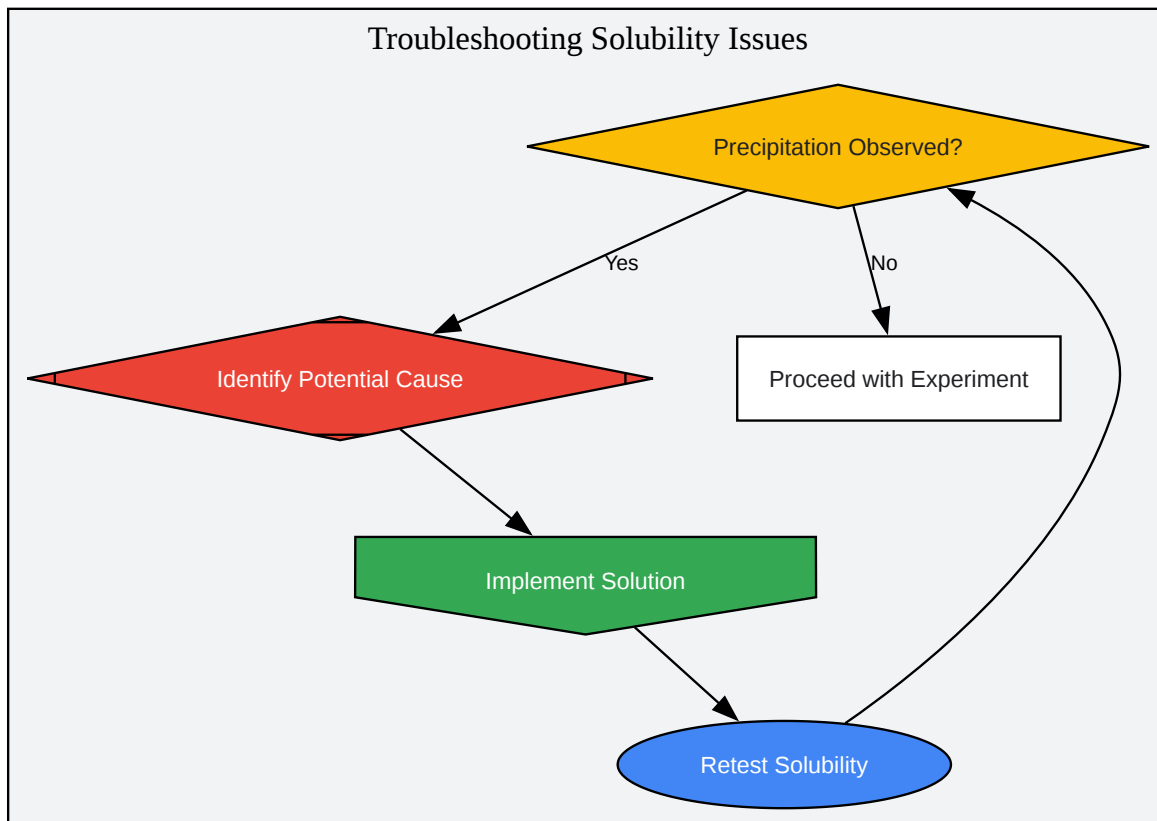 Troubleshooting Solubility Issues
Precipitation Observed?
Yes
No
Identify Potential Cause
Proceed with Experiment
Implement Solution
Retest Solubility